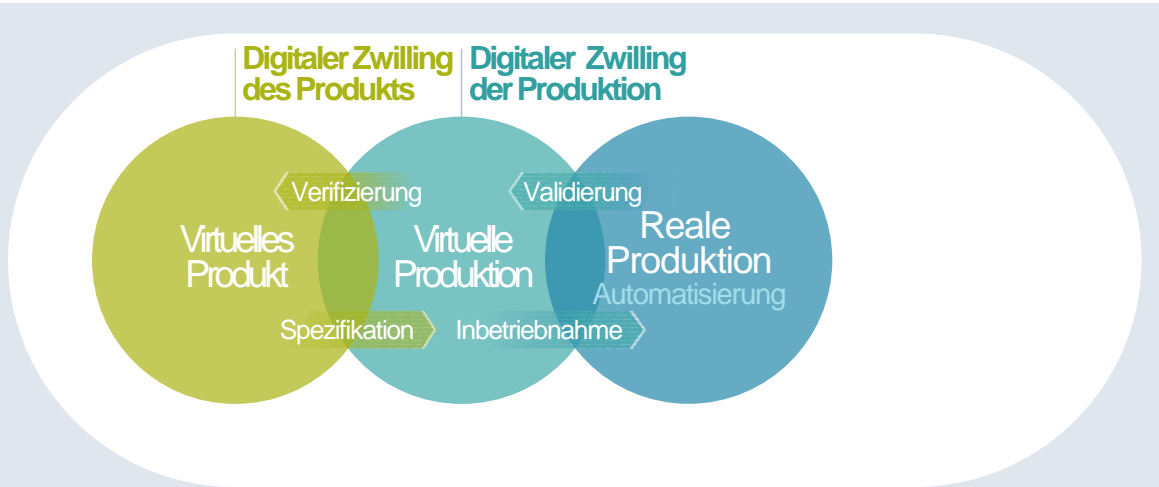 Digitaler Zwilling
des Produkts
Digitaler Zwilling
der Produktion
Verifizierung
Validierung
Virtuelles
Produkt
Virtuelle
Produktion
Reale
Produktion
Automatisierung
Spezifikation
Inbetriebnahme